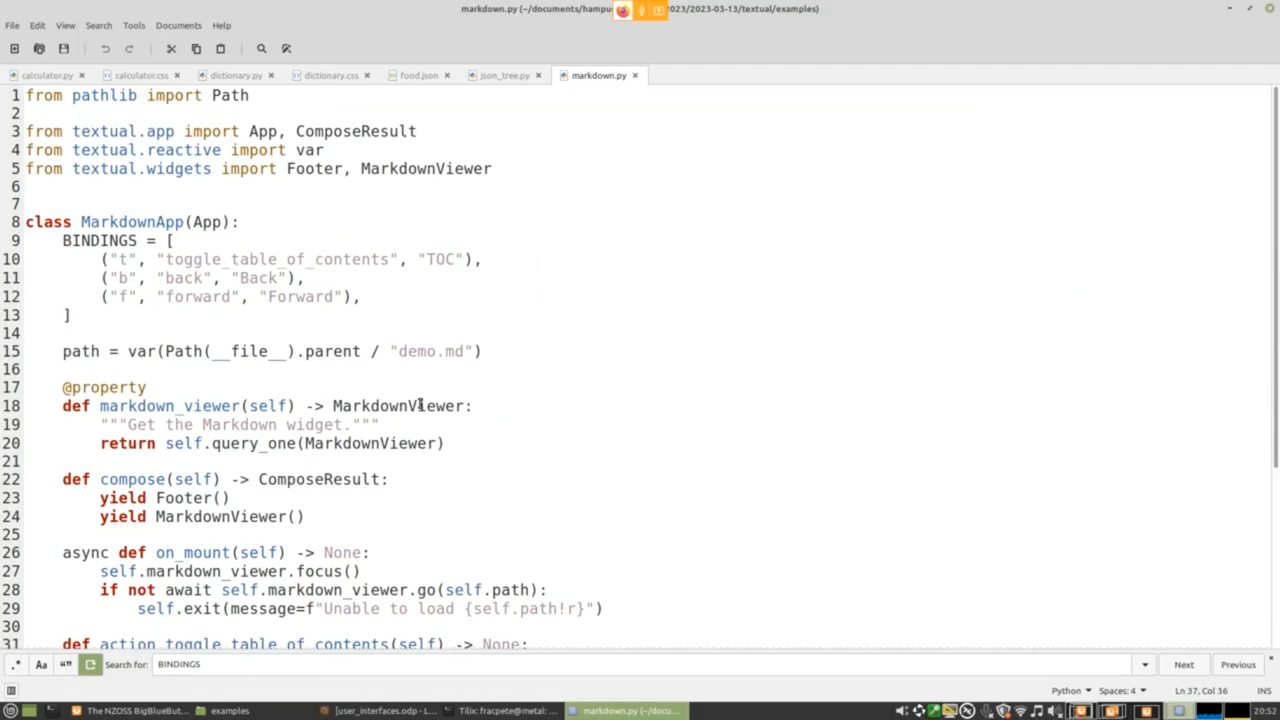 markdown.py (~/documents/hampu 2023/2023-03-13/textual/examples)
File Edit View Search Tools Documents Help
calculator.py calculator.css dictionary.py dictionary.css food.json json_tree.py markdown.py
1 from pathlib import Path
2
3 from textual.app import App, ComposeResult
4 from textual.reactive import var
5 from textual.widgets import Footer, MarkdownViewer
6
7
8 class MarkdownApp(App):
9 BINDINGS = [
10 ("t", "toggle_table_of_contents", "TOC"),
11 ("b", "back", "Back"),
12 ("f", "forward", "Forward"),
13 ]
14
15 path = var(Path(__file__).parent / "demo.md")
16
17 @property
18 def markdown_viewer(self) -> MarkdownViewer:
19 """Get the Markdown widget."""
20 return self.query_one(MarkdownViewer)
21
22 def compose(self) -> ComposeResult:
23 yield Footer()
24 yield MarkdownViewer()
25
26 async def on_mount(self) -> None:
27 self.markdown_viewer.focus()
28 if not await self.markdown_viewer.go(self.path):
29 self.exit(message=f"Unable to load {self.path!r}")
30
31 def action_toggle_table_of_contents(self) -> None:
.* Aa “” Search for: BINDINGS Next Previous
Python Spaces: 4 Ln 37, Col 36 INS
The NZOSS BigBlueBut... examples [user_interfaces.odp - L... Tilix: fracpete@metal: ... markdown.py (~/docu... 20:52